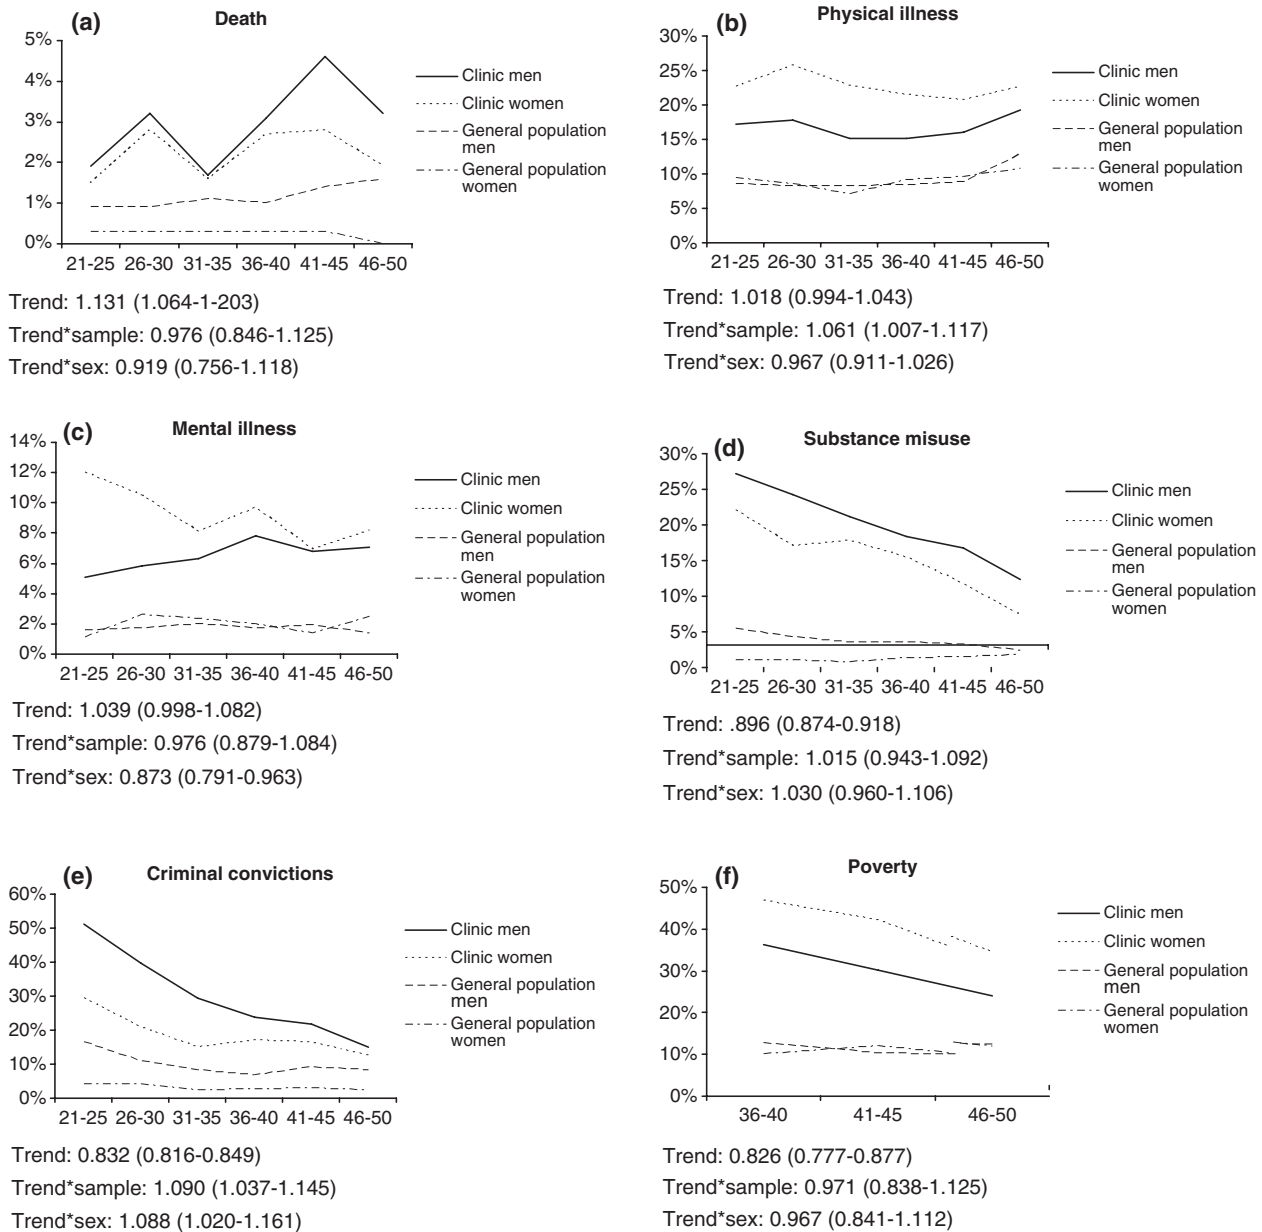 (a) Death
5%
4%
3%
2%
1%
0%
21-25 26-30 31-35 36-40 41-45 46-50
Clinic men
Clinic women
General population
men
General population
women
Trend: 1.131 (1.064-1-203)
Trend*sample: 0.976 (0.846-1.125)
Trend*sex: 0.919 (0.756-1.118)
(b) Physical illness
30%
25%
20%
15%
10%
5%
0%
21-25 26-30 31-35 36-40 41-45 46-50
Clinic men
Clinic women
General population
men
General population
women
Trend: 1.018 (0.994-1.043)
Trend*sample: 1.061 (1.007-1.117)
Trend*sex: 0.967 (0.911-1.026)
(c) Mental illness
14%
12%
10%
8%
6%
4%
2%
0%
21-25 26-30 31-35 36-40 41-45 46-50
Clinic men
Clinic women
General population
men
General population
women
Trend: 1.039 (0.998-1.082)
Trend*sample: 0.976 (0.879-1.084)
Trend*sex: 0.873 (0.791-0.963)
(d) Substance misuse
30%
25%
20%
15%
10%
5%
0%
21-25 26-30 31-35 36-40 41-45 46-50
Clinic men
Clinic women
General population
men
General population
women
Trend: .896 (0.874-0.918)
Trend*sample: 1.015 (0.943-1.092)
Trend*sex: 1.030 (0.960-1.106)
(e) Criminal convictions
60%
50%
40%
30%
20%
10%
0%
21-25 26-30 31-35 36-40 41-45 46-50
Clinic men
Clinic women
General population
men
General population
women
Trend: 0.832 (0.816-0.849)
Trend*sample: 1.090 (1.037-1.145)
Trend*sex: 1.088 (1.020-1.161)
(f) Poverty
50%
40%
30%
20%
10%
0%
36-40 41-45 46-50
Clinic men
Clinic women
General population
men
General population
women
Trend: 0.826 (0.777-0.877)
Trend*sample: 0.971 (0.838-1.125)
Trend*sex: 0.967 (0.841-1.112)